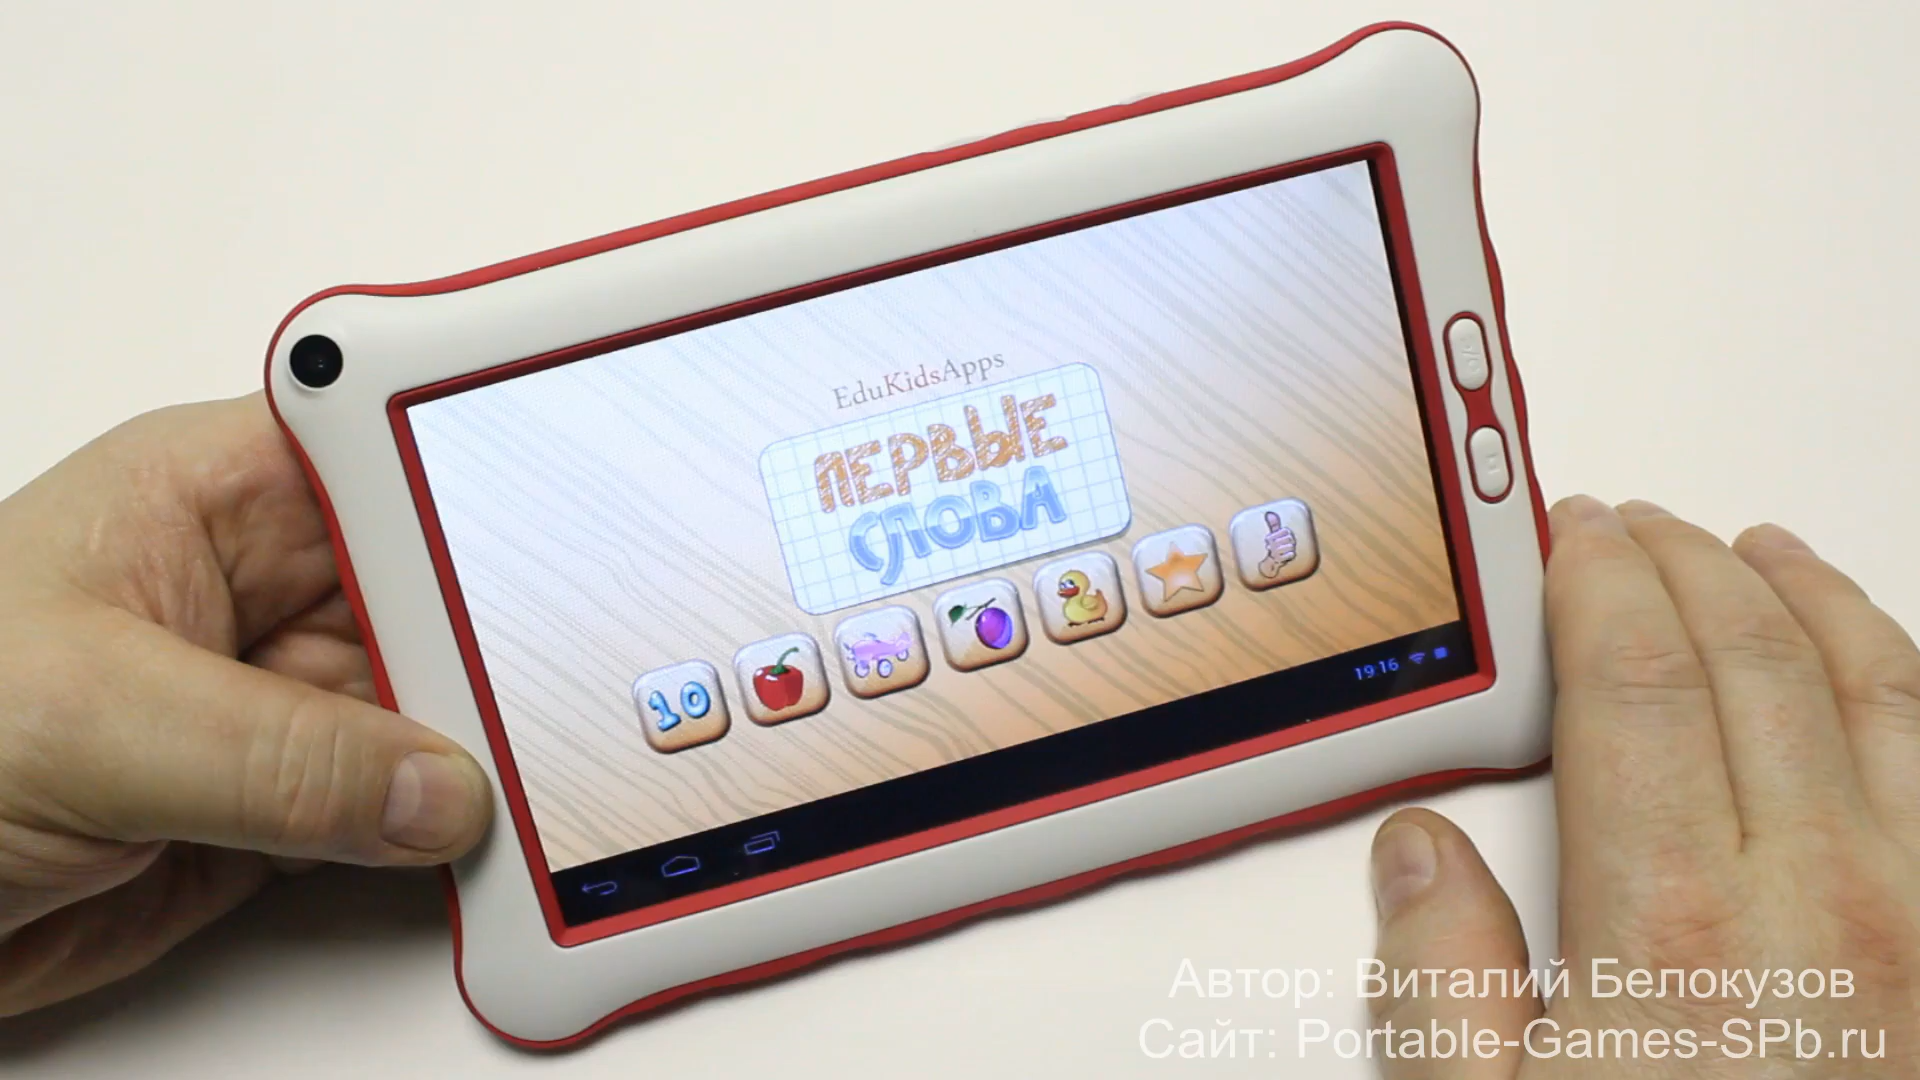 EduKidsApps
ПЕРВЫЕ
СЛОВА
10
19:16
Автор: Виталий Белокузов
Сайт: Portable-Games-SPb.ru